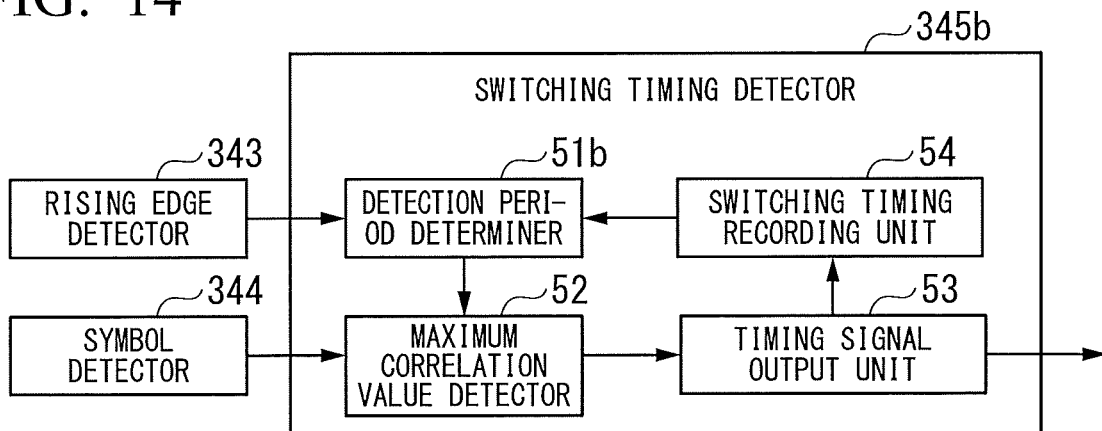 FIG. 14
345b
SWITCHING TIMING DETECTOR
343
51b
54
RISING EDGE
DETECTOR
DETECTION PERI-
OD DETERMINER
SWITCHING TIMING
RECORDING UNIT
344
52
53
SYMBOL
DETECTOR
MAXIMUM
CORRELATION
VALUE DETECTOR
TIMING SIGNAL
OUTPUT UNIT